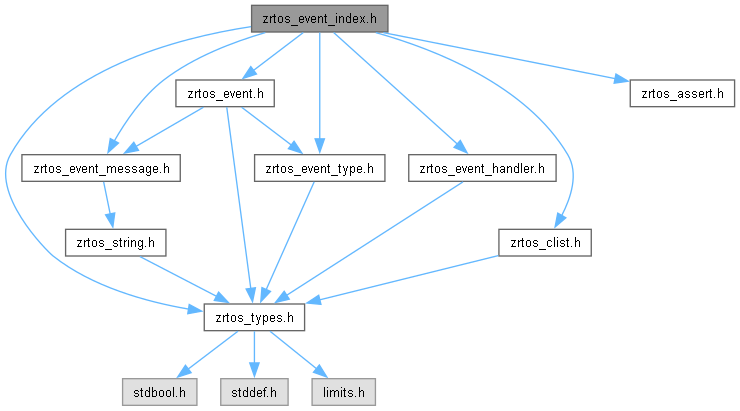 zrtos_event_index.h
zrtos_event.h
zrtos_assert.h
zrtos_event_message.h
zrtos_event_type.h
zrtos_event_handler.h
zrtos_string.h
zrtos_clist.h
zrtos_types.h
stdbool.h
stddef.h
limits.h